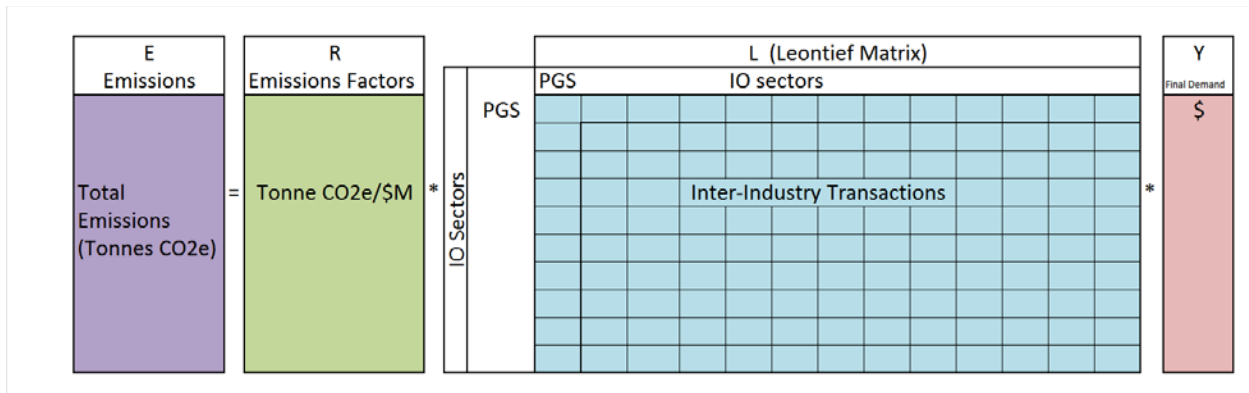 E
Emissions
R
Emissions Factors
L (Leontief Matrix)
Y
Final Demand
PGS
IO sectors
PGS
$
IO Sectors
Total
Emissions
(Tonnes CO2e)
=
Tonne CO2e/$M
*
Inter-Industry Transactions
*